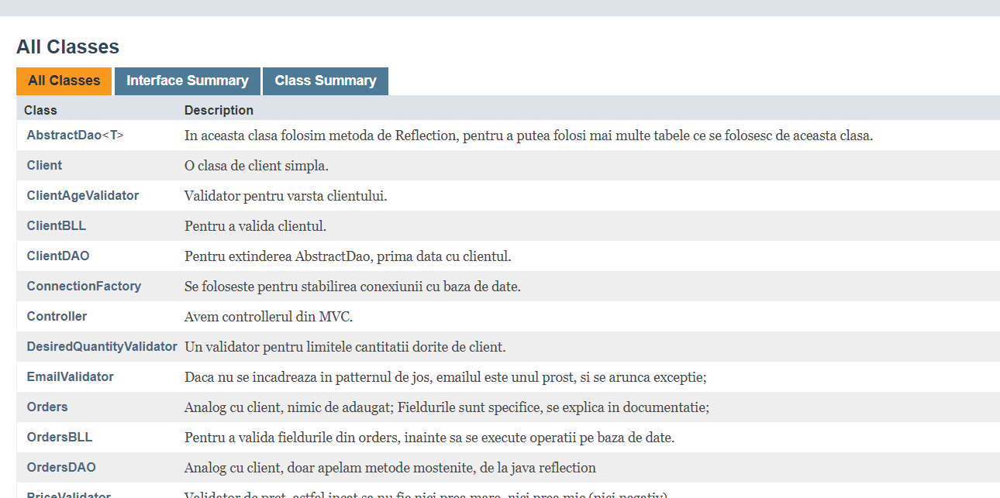 All Classes
All Classes Interface Summary Class Summary
Class Description
AbstractDao<T> In aceasta clasa folosim metoda de Reflection, pentru a putea folosi mai multe tabele ce se folosesc de aceasta clasa.
Client O clasa de client simpla.
ClientAgeValidator Validator pentru varsta clientului.
ClientBLL Pentru a valida clientul.
ClientDAO Pentru extinderea AbstractDao, prima data cu clientul.
ConnectionFactory Se foloseste pentru stabilirea conexiunii cu baza de date.
Controller Avem controllerul din MVC.
DesiredQuantityValidator Un validator pentru limitele cantitatii dorite de client.
EmailValidator Daca nu se incadreaza in patternul de jos, emailul este unul prost, si se arunca exceptie;
Orders Analog cu client, nimic de adaugat; Fieldurile sunt specifice, se explica in documentatie;
OrdersBLL Pentru a valida fieldurile din orders, inainte sa se execute operatii pe baza de date.
OrdersDAO Analog cu client, doar apelam metode mostenite, de la java reflection
PriceValidator Validator de pret, astfel incat sa nu fie nici prea mare, nici prea mic (nici negativ)